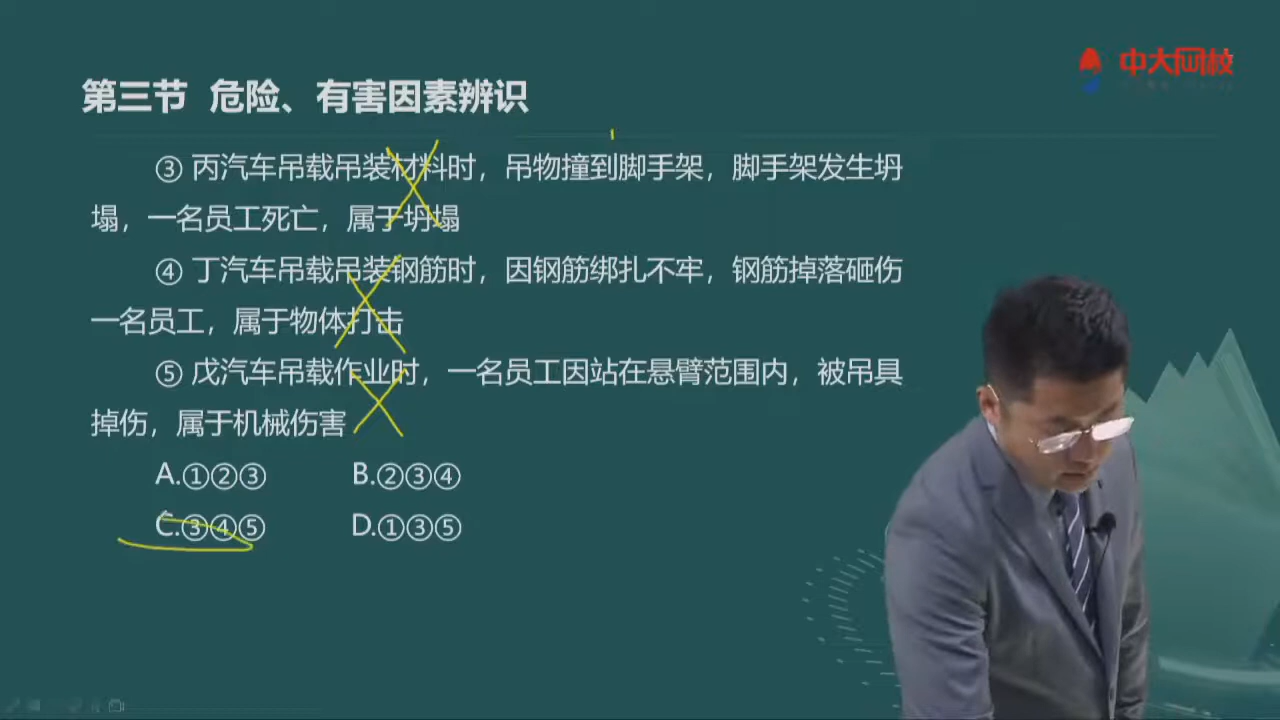 中大网校
第三节 危险、有害因素辨识
③ 丙汽车吊载吊装材料时，吊物撞到脚手架，脚手架发生坍
塌，一名员工死亡，属于坍塌
④ 丁汽车吊载吊装钢筋时，因钢筋绑扎不牢，钢筋掉落砸伤
一名员工，属于物体打击
⑤ 戊汽车吊载作业时，一名员工因站在悬臂范围内，被吊具
掉伤，属于机械伤害
A.①②③ B.②③④
C.③④⑤ D.①③⑤